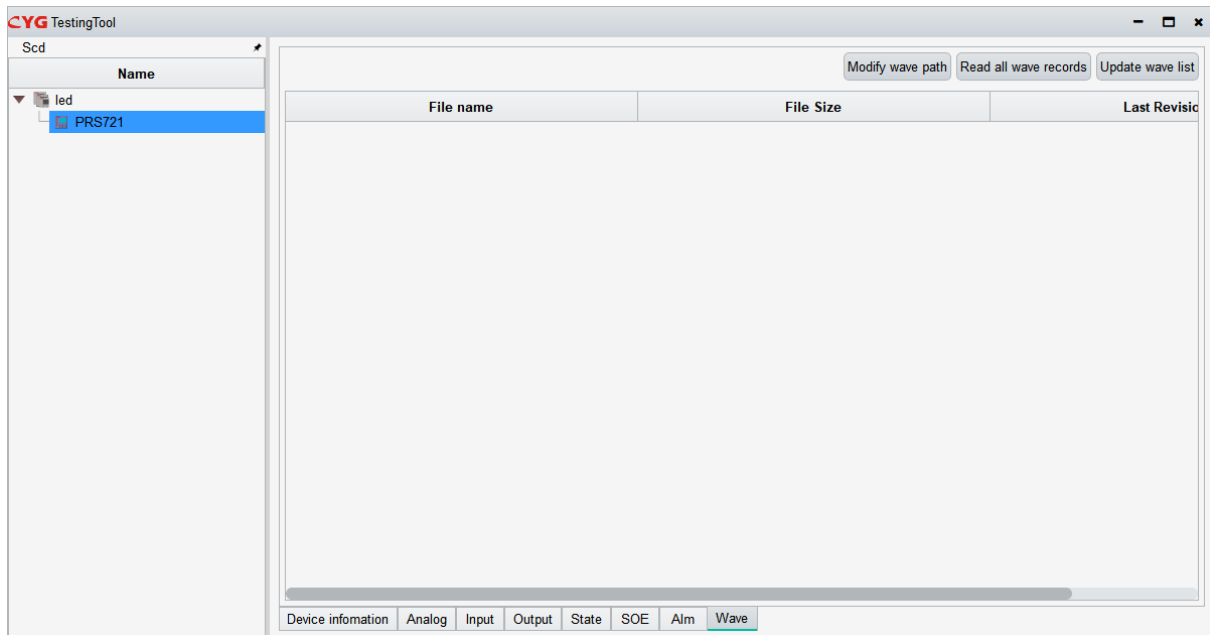 CYG TestingTool
Scd
Name
led
PRS721
Modify wave path Read all wave records Update wave list
File name File Size Last Revisio
Device infomation Analog Input Output State SOE Alm Wave